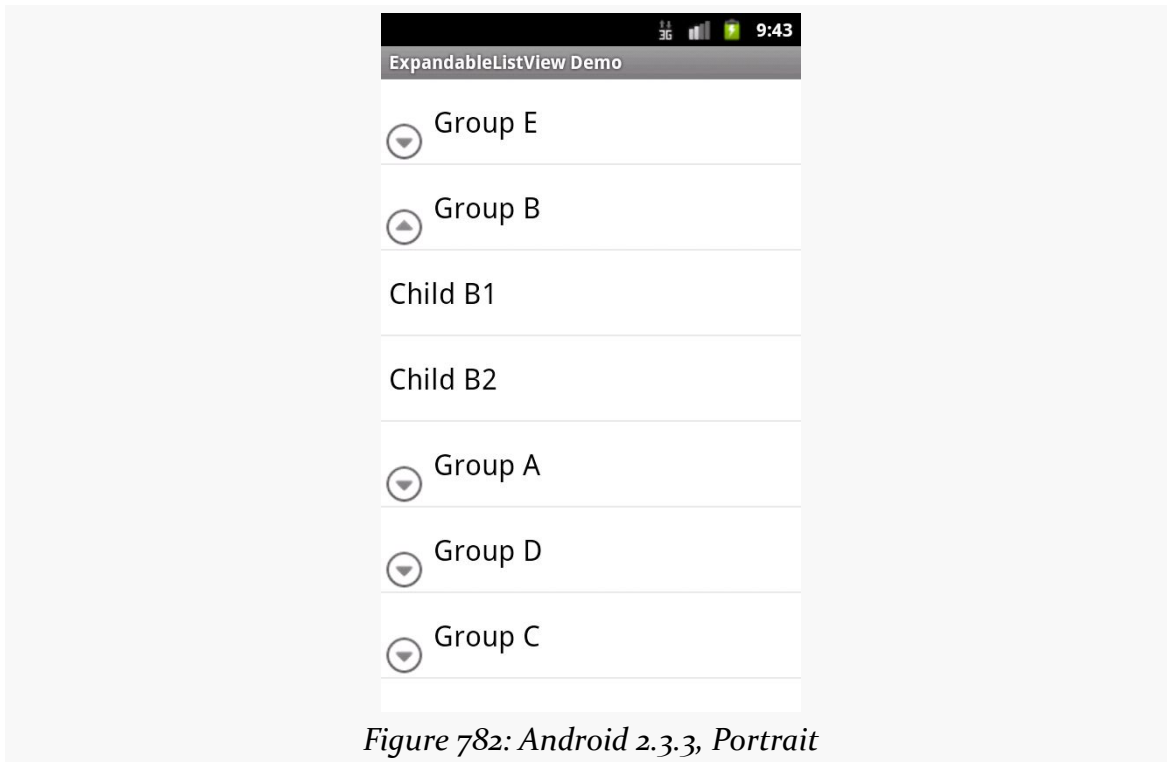 3G 9:43
ExpandableListView Demo
Group E
Group B
Child B1
Child B2
Group A
Group D
Group C
Figure 782: Android 2.3.3, Portrait